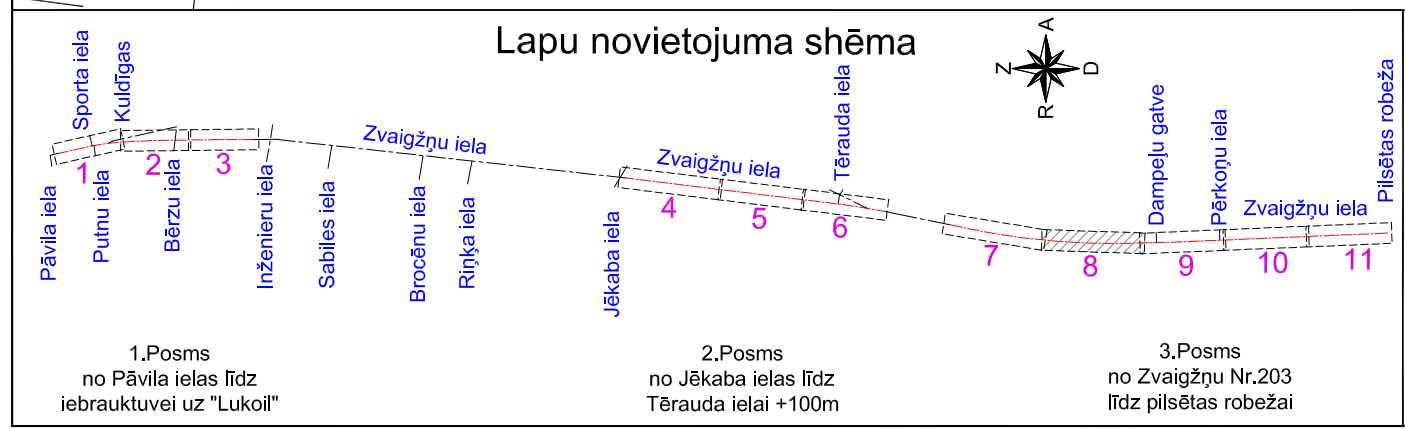 Lapu novietojuma shēma
A
Z
D
R
Sporta iela
Kuldīgas
Zvaigžņu iela
Zvaigžņu iela
Tērauda iela
Dampeļu gatve
Pērkoņu iela
Zvaigžņu iela
Pilsētas robeža
1
2
3
4
5
6
7
8
9
10
11
Pāvila iela
Putnu iela
Bērzu iela
Inženieru iela
Sabiles iela
Brocēnu iela
Riņķa iela
Jēkaba iela
1.Posms
no Pāvila ielas līdz
iebrauktuvei uz "Lukoil"
2.Posms
no Jēkaba ielas līdz
Tērauda ielai +100m
3.Posms
no Zvaigžņu Nr.203
līdz pilsētas robežai